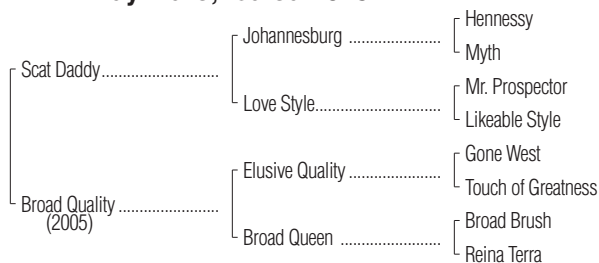 Hennessy
Johannesburg ........................
Myth
Scat Daddy..........................
Mr. Prospector
Love Style............................
Likeable Style
Gone West
Elusive Quality ....................
Touch of Greatness
Broad Quality ......................
(2005)
Broad Brush
Broad Queen ......................
Reina Terra